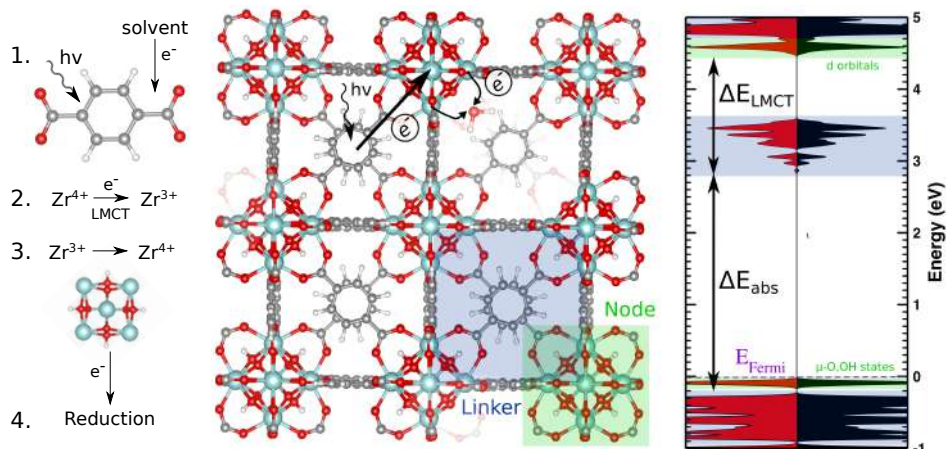 solvent
1.
hν
e⁻
2. Zr⁴⁺ e⁻ Zr³⁺
LMCT
3. Zr³⁺ Zr⁴⁺
e⁻
4. Reduction
hν
é
é
Linker
Node
d orbitals
ΔE_LMCT
ΔE_abs
E_Fermi
μ-O,OH states
5
4
3
2
1
0
-1
Energy (eV)